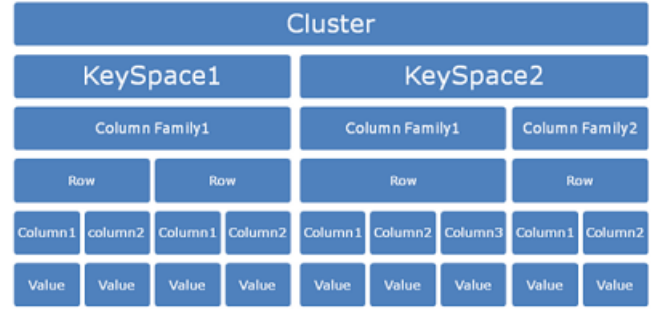 Cluster
KeySpace1 KeySpace2
Column Family1 Column Family1 Column Family2
Row Row Row Row
Column1 column2 Column1 Column2 Column1 Column2 Column3 Column1 Column2
Value Value Value Value Value Value Value Value Value